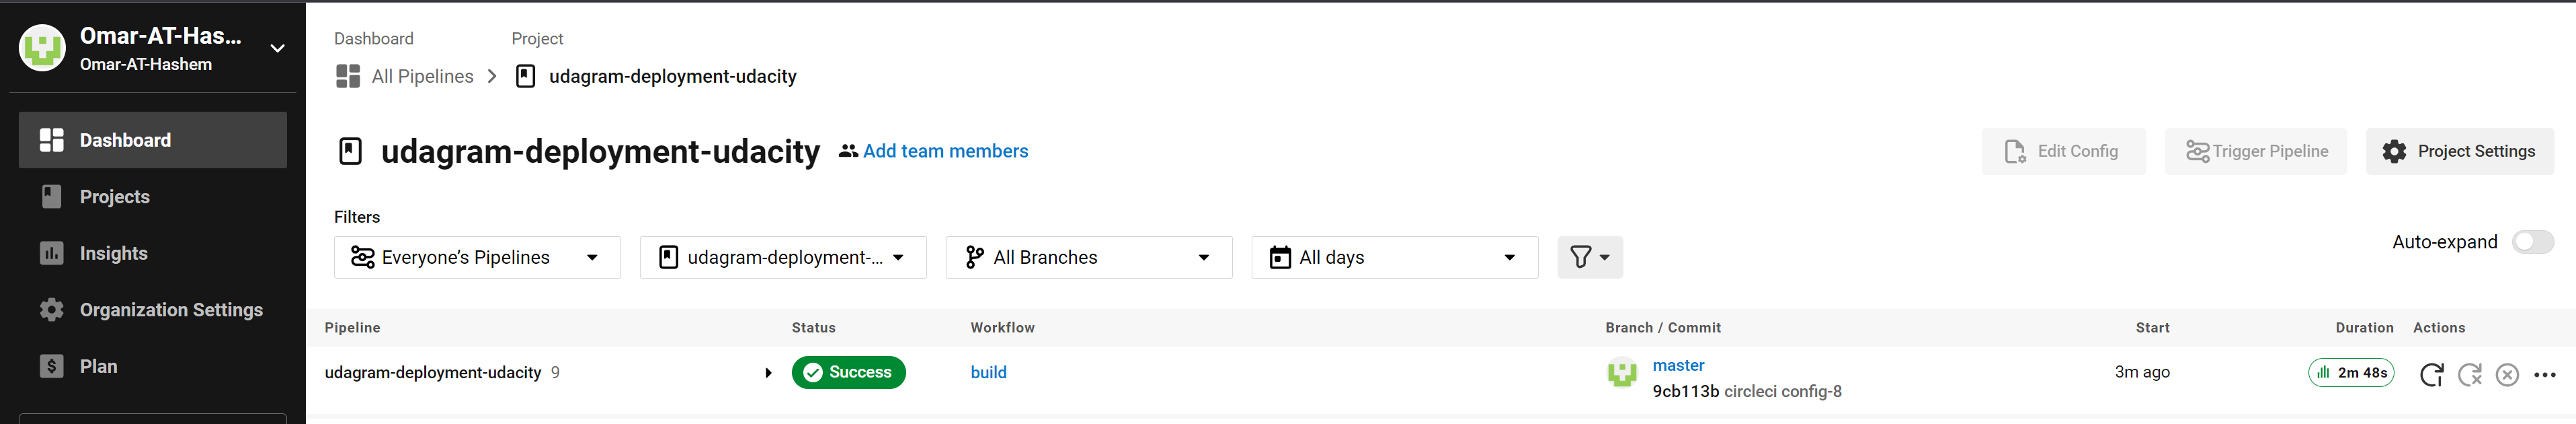 Omar-AT-Has...
Omar-AT-Hashem
Dashboard
Projects
Insights
Organization Settings
Plan
Dashboard Project
All Pipelines udagram-deployment-udacity
udagram-deployment-udacity Add team members
Edit Config Trigger Pipeline Project Settings
Filters
Everyone’s Pipelines udagram-deployment-... All Branches All days
Auto-expand
Pipeline Status Workflow Branch / Commit Start Duration Actions
udagram-deployment-udacity 9 Success build master 3m ago 2m 48s
9cb113b circleci config-8